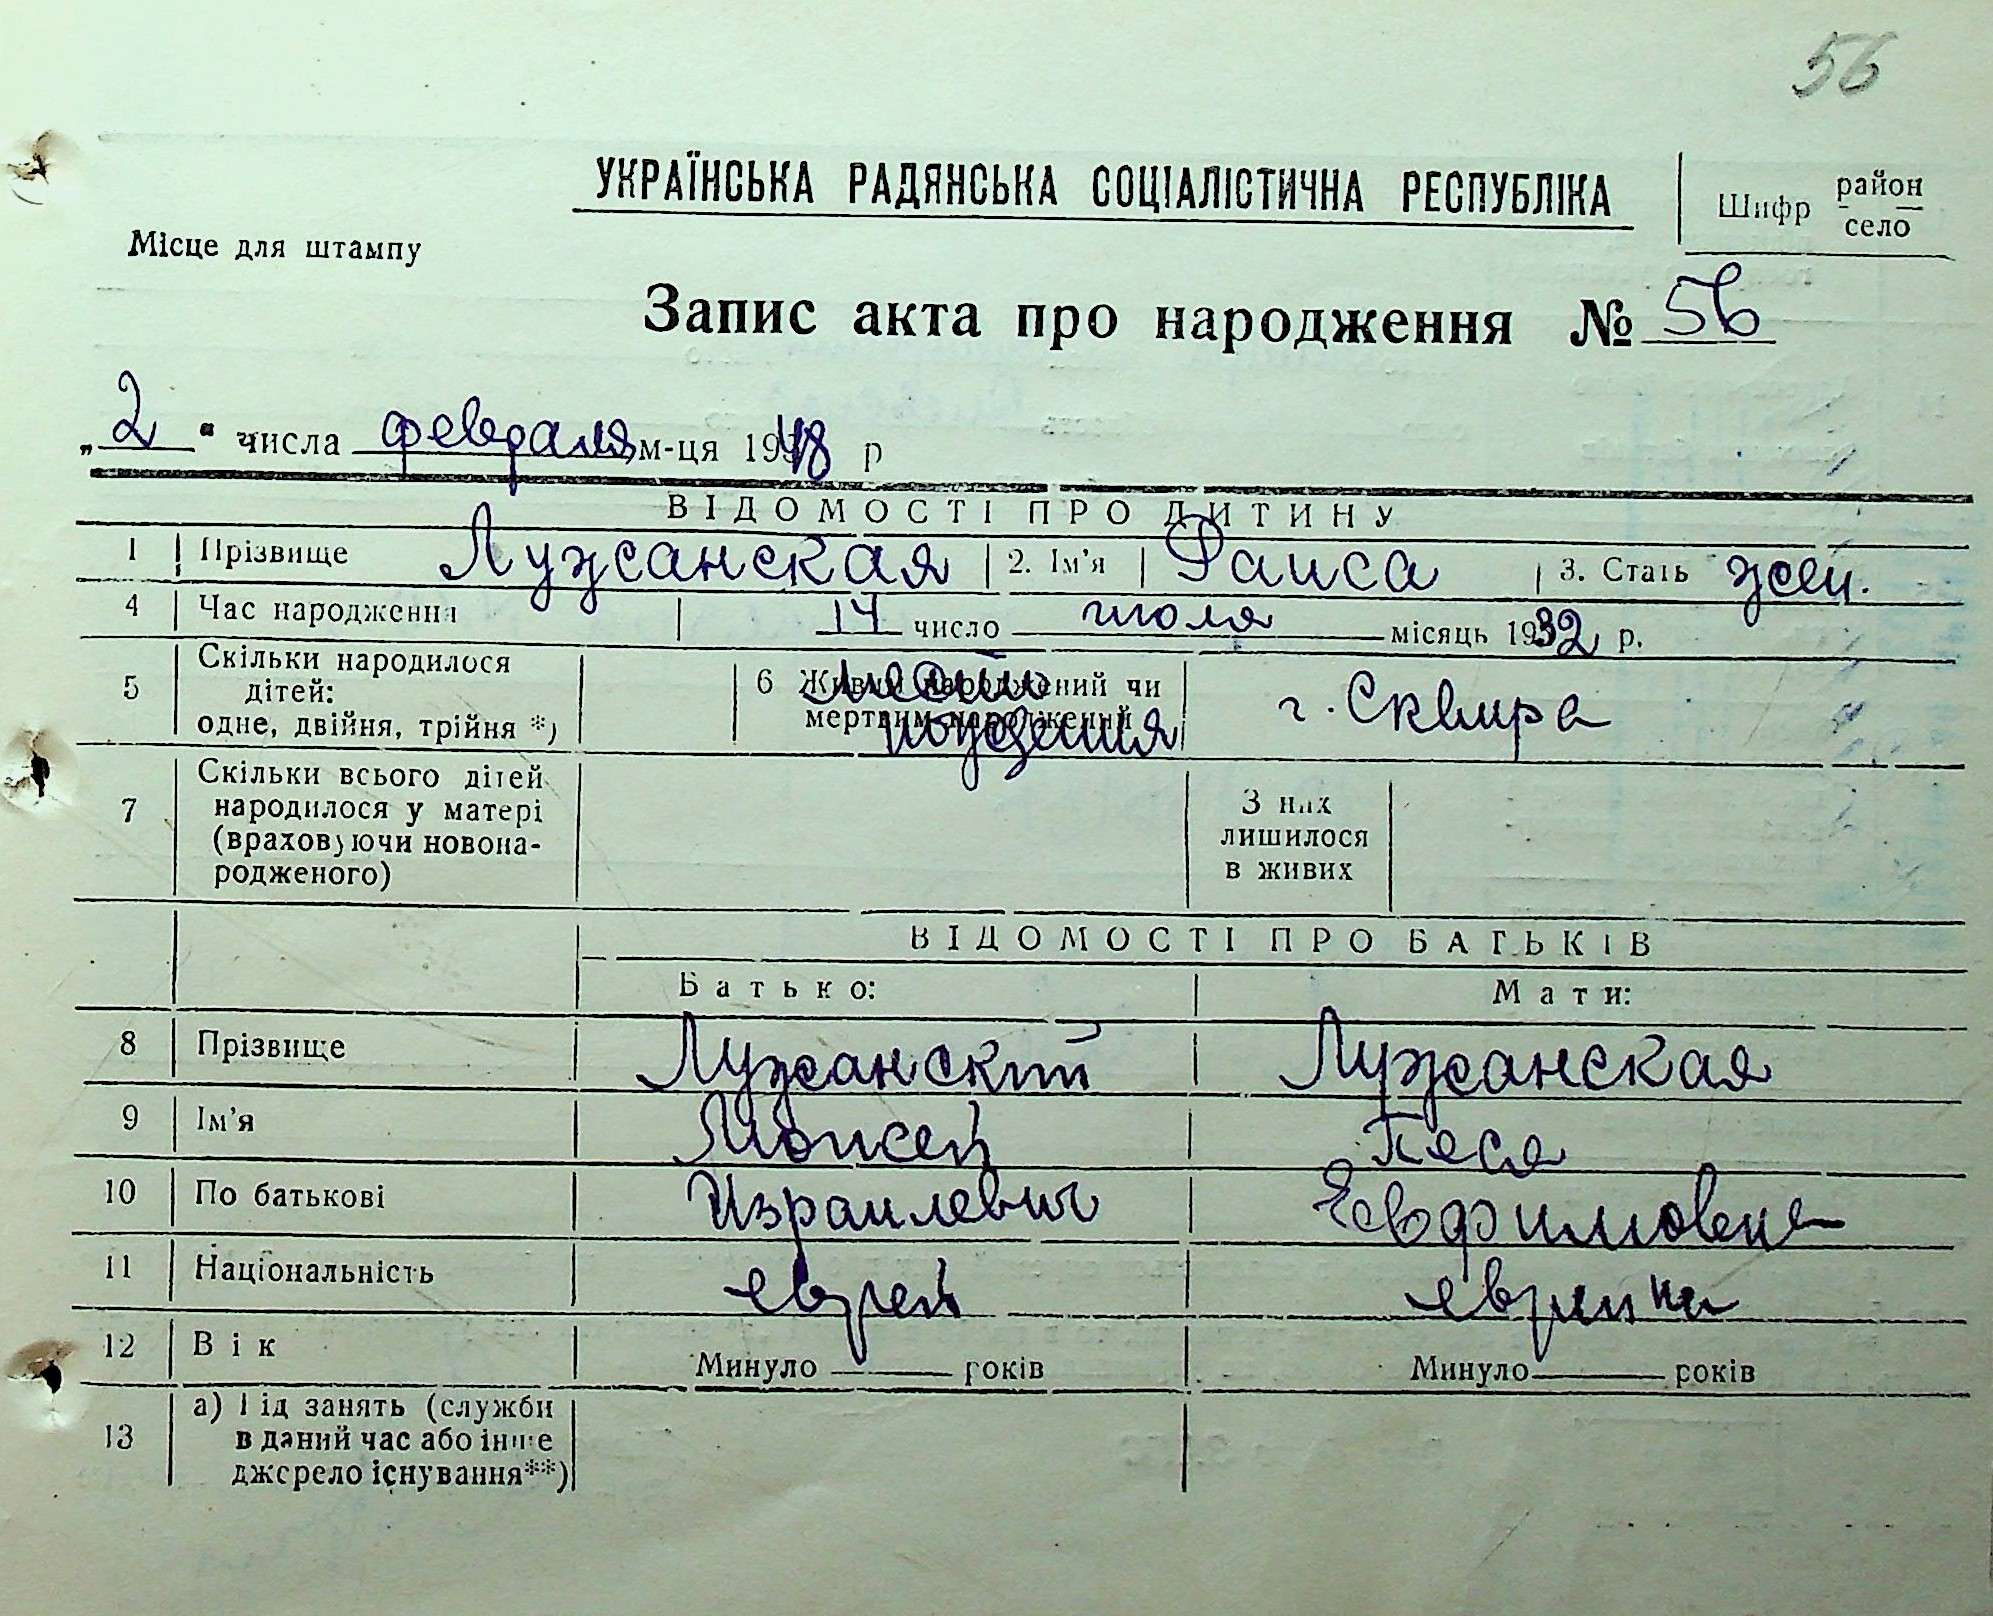 56
УКРАЇНСЬКА РАДЯНСЬКА СОЦІАЛІСТИЧНА РЕСПУБЛІКА
Шифр район село
Місце для штампу
Запис акта про народження № 56
„2“ числа февраля м-ця 1948 р
ВІДОМОСТІ ПРО ДИТИНУ
1 Прізвище Лужанская 2. Ім'я Раиса 3. Стать жен.
4 Час народження 14 число июля місяць 1932 р.
5 Скільки народилося дітей: одне, двійня, трійня *)
6 Живим народжений чи мертвим народжений
место рождения
г. Сквира
7 Скільки всього дітей народилося у матері (враховуючи новонародженого)
З них лишилося в живих
ВІДОМОСТІ ПРО БАТЬКІВ
Батько: Мати:
8 Прізвище Лужанский Лужанская
9 Ім'я Моисей Песя
10 По батькові Израилевич Евфимовна
11 Національність еврей еврейка
12 Вік Минуло років Минуло років
13 а) Рід занять (служби в даний час або інше джерело існування**)